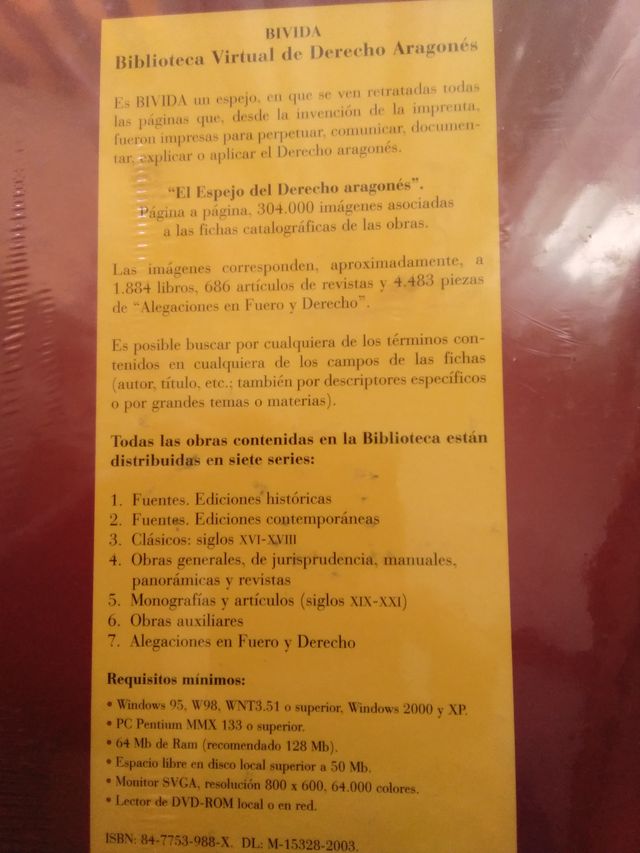 BIVIDA
Biblioteca Virtual de Derecho Aragonés
Es BIVIDA un espejo, en que se ven retratadas todas
las páginas que, desde la invención de la imprenta,
fueron impresas para perpetuar, comunicar, documen-
tar, explicar o aplicar el Derecho aragonés.
“El Espejo del Derecho aragonés”.
Página a página, 304.000 imágenes asociadas
a las fichas catalográficas de las obras.
Las imágenes corresponden, aproximadamente, a
1.884 libros, 686 artículos de revistas y 4.483 piezas
de “Alegaciones en Fuero y Derecho”.
Es posible buscar por cualquiera de los términos con-
tenidos en cualquiera de los campos de las fichas
(autor, título, etc.; también por descriptores específicos
o por grandes temas o materias).
Todas las obras contenidas en la Biblioteca están
distribuidas en siete series:
1. Fuentes. Ediciones históricas
2. Fuentes. Ediciones contemporáneas
3. Clásicos: siglos XVI-XVIII
4. Obras generales, de jurisprudencia, manuales,
panorámicas y revistas
5. Monografías y artículos (siglos XIX-XXI)
6. Obras auxiliares
7. Alegaciones en Fuero y Derecho
Requisitos mínimos:
• Windows 95, W98, WNT3.51 o superior, Windows 2000 y XP.
• PC Pentium MMX 133 o superior.
• 64 Mb de Ram (recomendado 128 Mb).
• Espacio libre en disco local superior a 50 Mb.
• Monitor SVGA, resolución 800 x 600, 64.000 colores.
• Lector de DVD-ROM local o en red.
ISBN: 84-7753-988-X. DL: M-15328-2003.